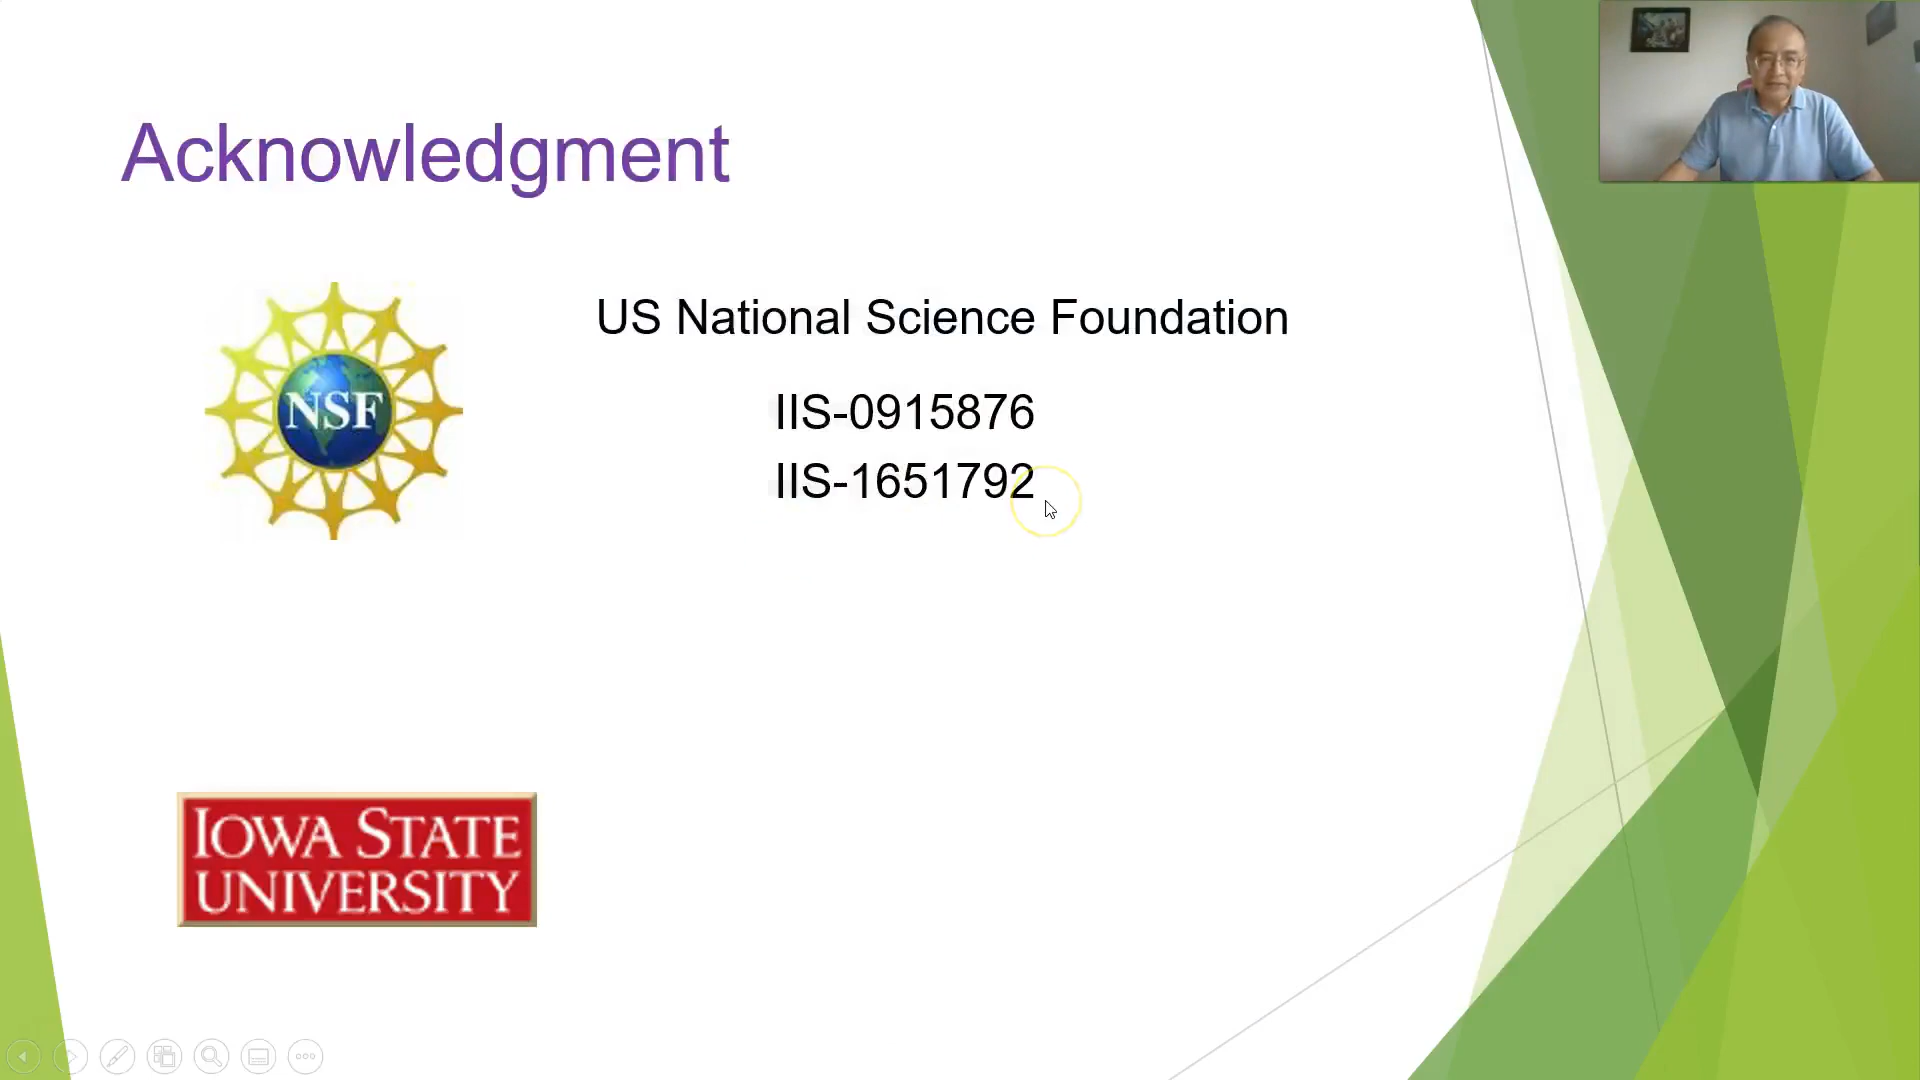 Acknowledgment
NSF
US National Science Foundation
IIS-0915876
IIS-1651792
IOWA STATE
UNIVERSITY